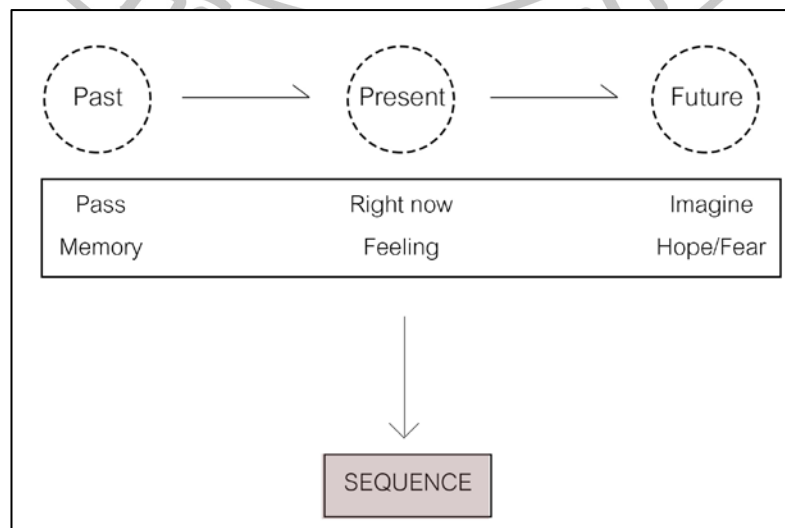 Past Present Future
Pass Right now Imagine
Memory Feeling Hope/Fear
SEQUENCE